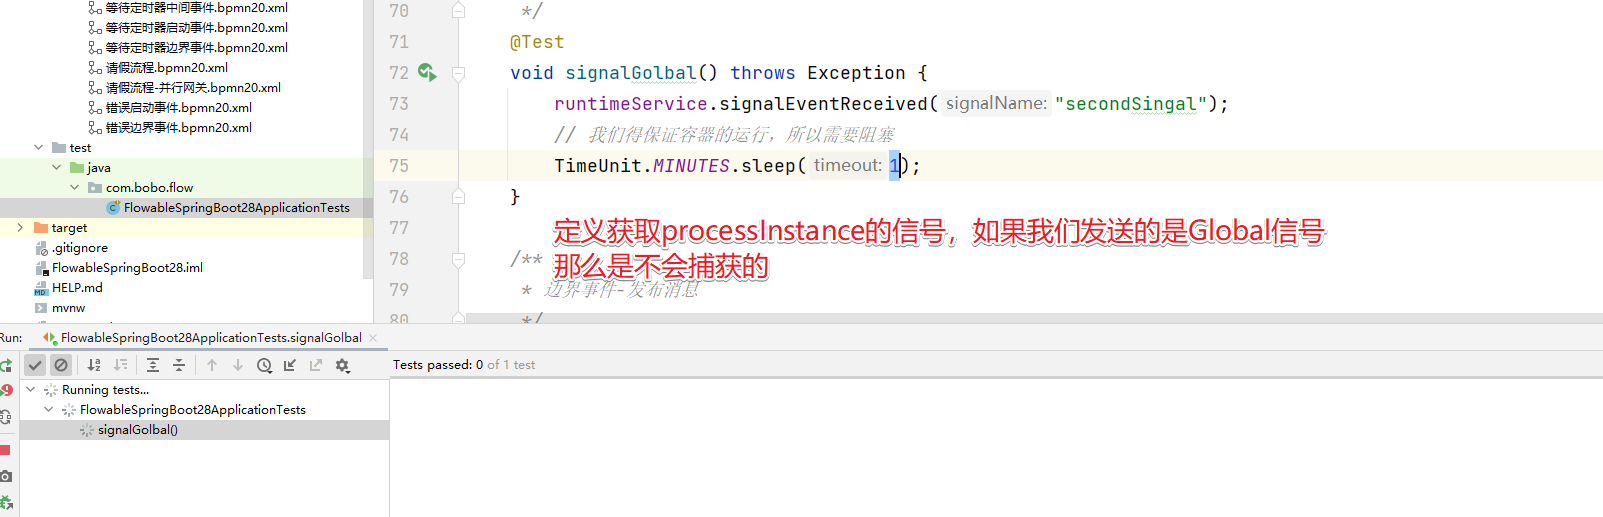 等待定时器中间事件.bpmn20.xml
等待定时器启动事件.bpmn20.xml
等待定时器边界事件.bpmn20.xml
请假流程.bpmn20.xml
请假流程-并行网关.bpmn20.xml
错误启动事件.bpmn20.xml
错误边界事件.bpmn20.xml
test
java
com.bobo.flow
FlowableSpringBoot28ApplicationTests
target
.gitignore
FlowableSpringBoot28.iml
HELP.md
mvnw
70 */
71 @Test
72 void signalGolbal() throws Exception {
73 runtimeService.signalEventReceived( signalName: "secondSingal");
74 // 我们得保证容器的运行，所以需要阻塞
75 TimeUnit.MINUTES.sleep( timeout: 1);
76 }
77
定义获取processInstance的信号，如果我们发送的是Global信号
那么是不会捕获的
78 /**
79 * 边界事件-发布消息
80 */
Run: FlowableSpringBoot28ApplicationTests.signalGolbal
Tests passed: 0 of 1 test
Running tests...
FlowableSpringBoot28ApplicationTests
signalGolbal()